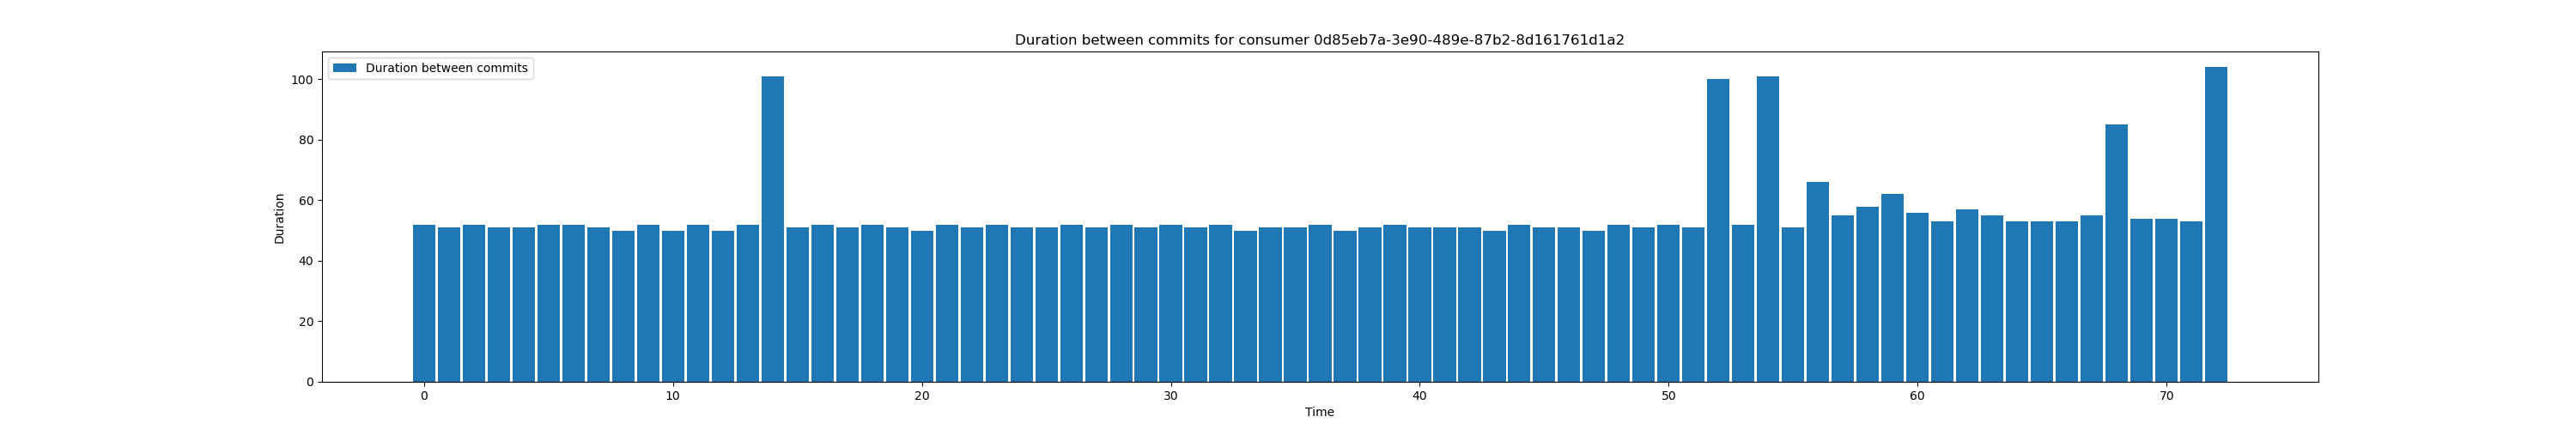 Duration between commits for consumer 0d85eb7a-3e90-489e-87b2-8d161761d1a2
Duration between commits
100
80
60
40
20
0
Duration
0 10 20 30 40 50 60 70
Time